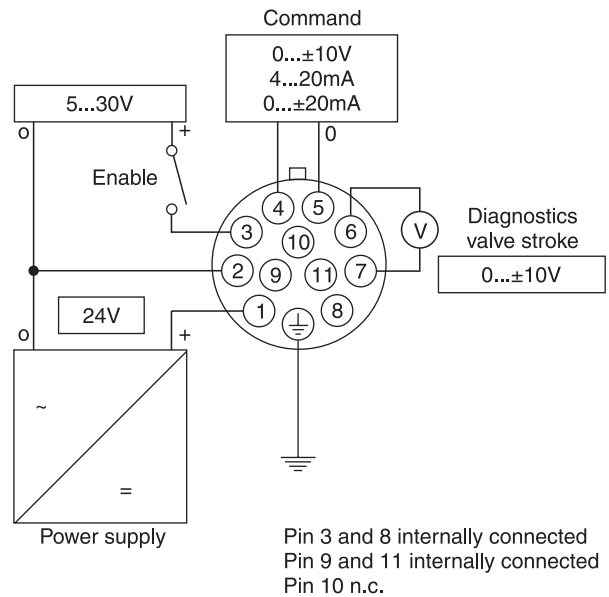 Command
0...±10V
4...20mA
0...±20mA
5...30V
o
+
0
Enable
4
5
3
6
10
V
Diagnostics
valve stroke
0...±10V
2
9
11
7
24V
1
8
o
+
~
=
Power supply
Pin 3 and 8 internally connected
Pin 9 and 11 internally connected
Pin 10 n.c.